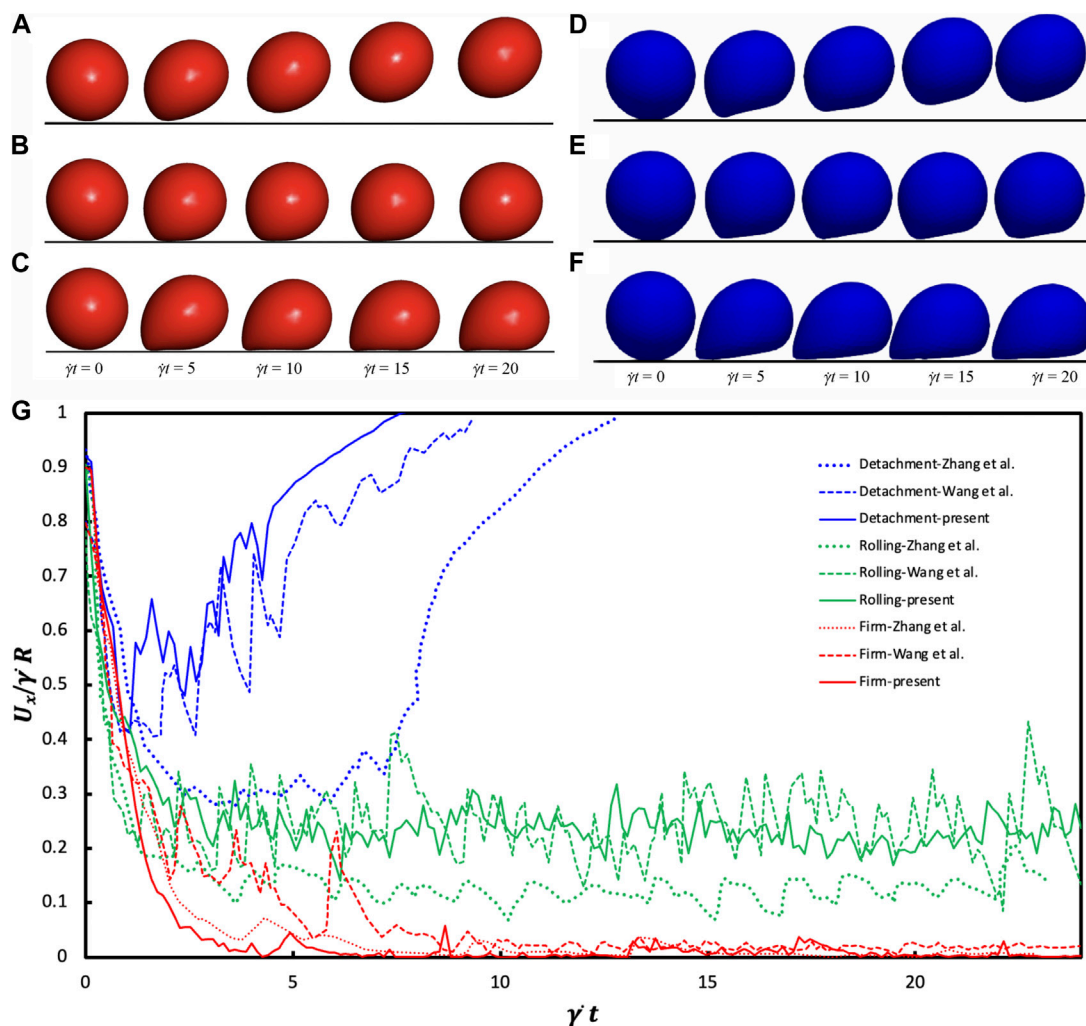 A
D
B
E
C
F
γ̇t = 0 γ̇t = 5 γ̇t = 10 γ̇t = 15 γ̇t = 20
γ̇t = 0 γ̇t = 5 γ̇t = 10 γ̇t = 15 γ̇t = 20
G
1
0.9
0.8
0.7
0.6
0.5
0.4
0.3
0.2
0.1
0
U_x/γ̇ R
Detachment-Zhang et al.
Detachment-Wang et al.
Detachment-present
Rolling-Zhang et al.
Rolling-Wang et al.
Rolling-present
Firm-Zhang et al.
Firm-Wang et al.
Firm-present
0 5 10 15 20
γ̇ t